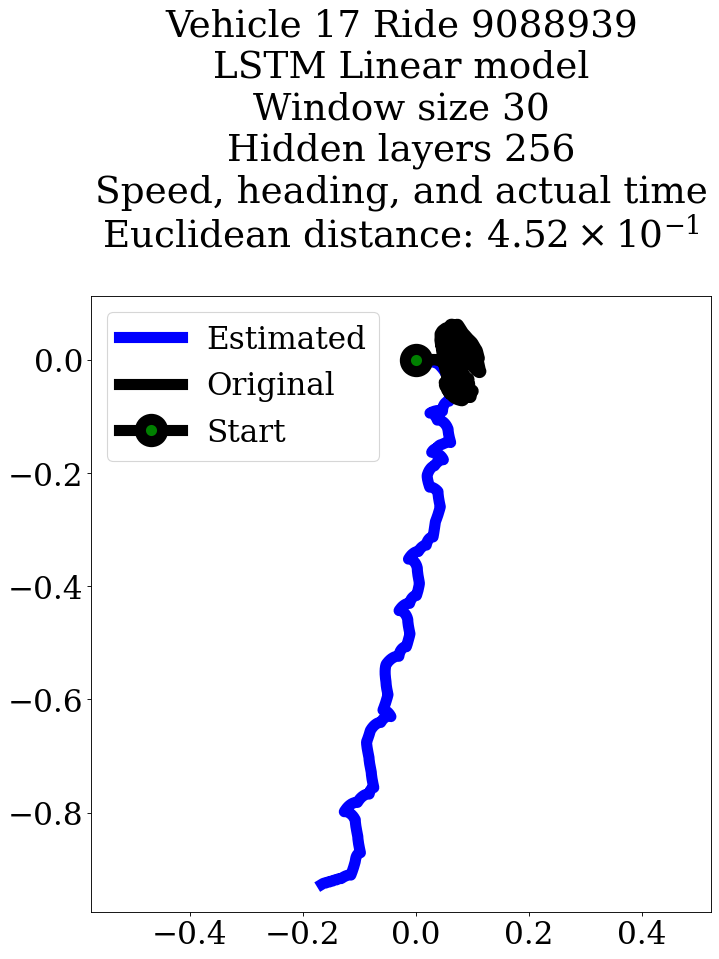 Vehicle 17 Ride 9088939
LSTM Linear model
Window size 30
Hidden layers 256
Speed, heading, and actual time
Euclidean distance: 4.52 × 10⁻¹
Estimated
Original
Start
0.0
−0.2
−0.4
−0.6
−0.8
−0.4 −0.2 0.0 0.2 0.4